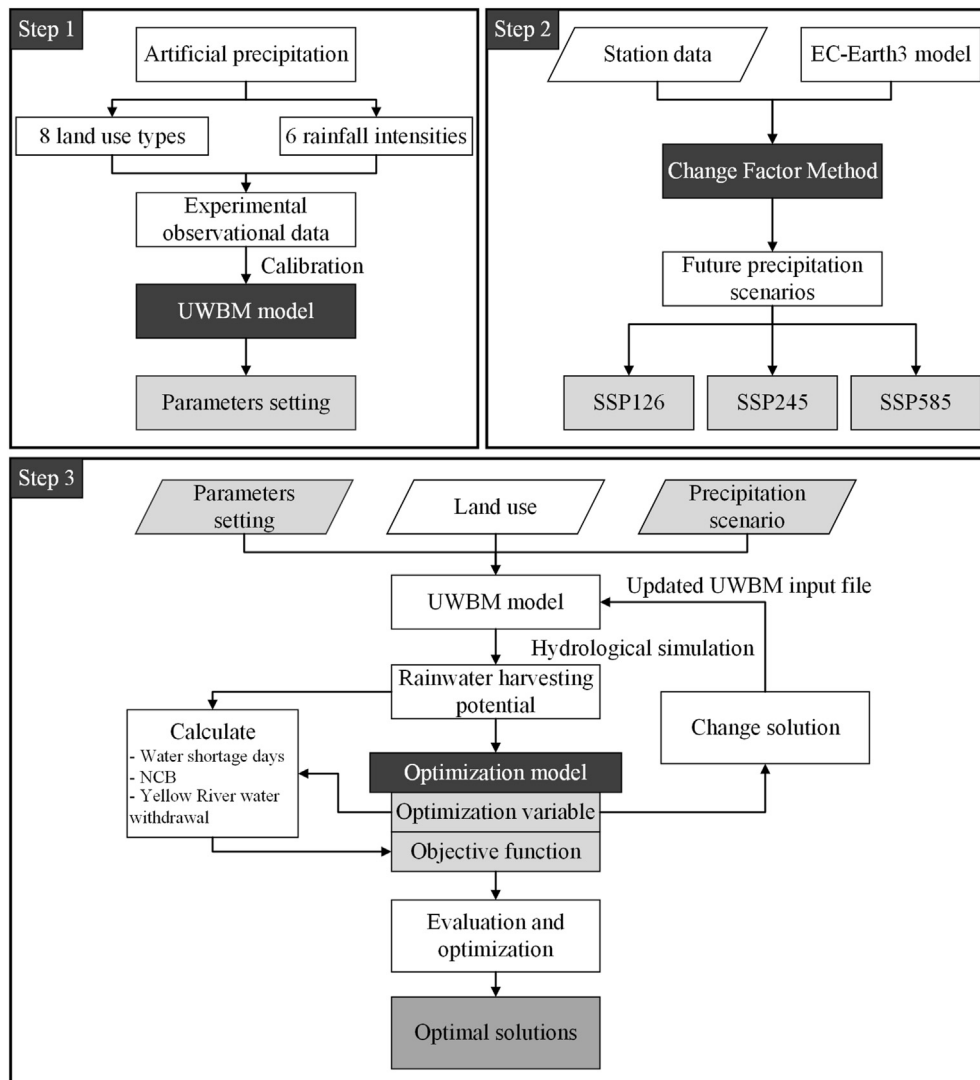 Step 1
Artificial precipitation
8 land use types
6 rainfall intensities
Experimental
observational data
Calibration
UWBM model
Parameters setting
Step 2
Station data
EC-Earth3 model
Change Factor Method
Future precipitation
scenarios
SSP126
SSP245
SSP585
Step 3
Parameters
setting
Land use
Precipitation
scenario
UWBM model
Updated UWBM input file
Hydrological simulation
Rainwater harvesting
potential
Calculate
- Water shortage days
- NCB
- Yellow River water
withdrawal
Change solution
Optimization model
Optimization variable
Objective function
Evaluation and
optimization
Optimal solutions